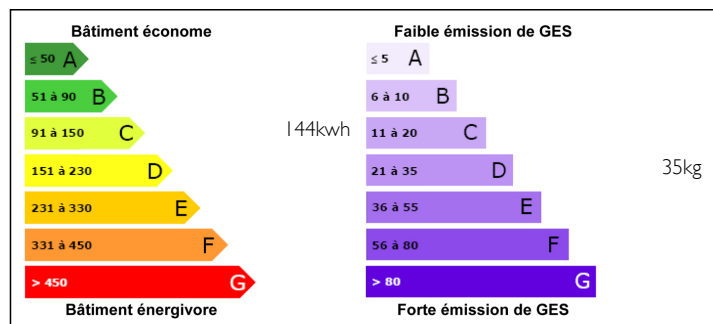 Bâtiment économe
≤ 50 A
51 à 90 B
91 à 150 C
151 à 230 D
231 à 330 E
331 à 450 F
> 450 G
Bâtiment énergivore
144kwh
Faible émission de GES
≤ 5 A
6 à 10 B
11 à 20 C
21 à 35 D
36 à 55 E
56 à 80 F
> 80 G
Forte émission de GES
35kg